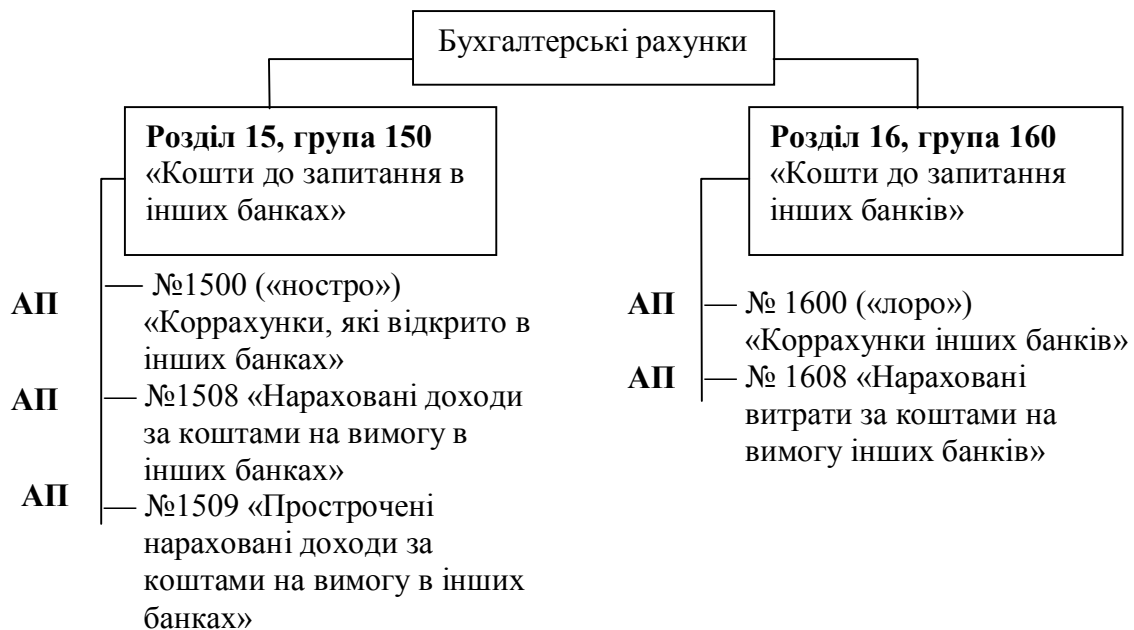 Бухгалтерські рахунки
Розділ 15, група 150
«Кошти до запитання в
інших банках»
АП
№1500 («ностро»)
«Коррахунки, які відкрито в
інших банках»
АП
№1508 «Нараховані доходи
за коштами на вимогу в
інших банках»
АП
№1509 «Прострочені
нараховані доходи за
коштами на вимогу в інших
банках»
Розділ 16, група 160
«Кошти до запитання
інших банків»
АП
№ 1600 («лоро»)
«Коррахунки інших банків»
АП
№ 1608 «Нараховані
витрати за коштами на
вимогу інших банків»